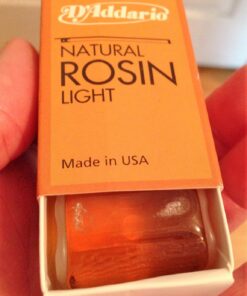 D'Addario
NATURAL
ROSIN
LIGHT
Made in USA